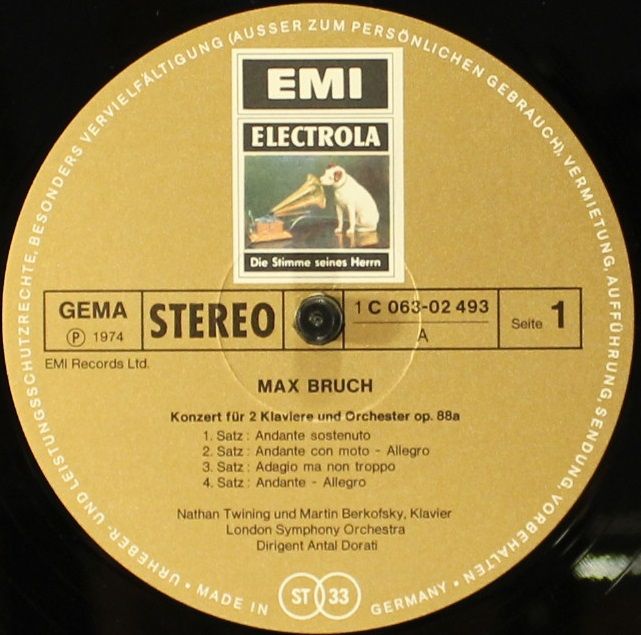 URHEBER- UND LEISTUNGSSCHUTZRECHTE, BESONDERS VERVIELFÄLTIGUNG (AUSSER ZUM PERSÖNLICHEN GEBRAUCH), VERMIETUNG, AUFFÜHRUNG, SENDUNG, VORBEHALTEN •
EMI
ELECTROLA
Die Stimme seines Herrn
GEMA
Ⓟ 1974
STEREO
1 C 063-02 493
A
Seite 1
EMI Records Ltd.
MAX BRUCH
Konzert für 2 Klaviere und Orchester op. 88a
1. Satz : Andante sostenuto
2. Satz : Andante con moto - Allegro
3. Satz : Adagio ma non troppo
4. Satz : Andante - Allegro
Nathan Twining und Martin Berkofsky, Klavier
London Symphony Orchestra
Dirigent Antal Dorati
• MADE IN GERMANY •
ST 33